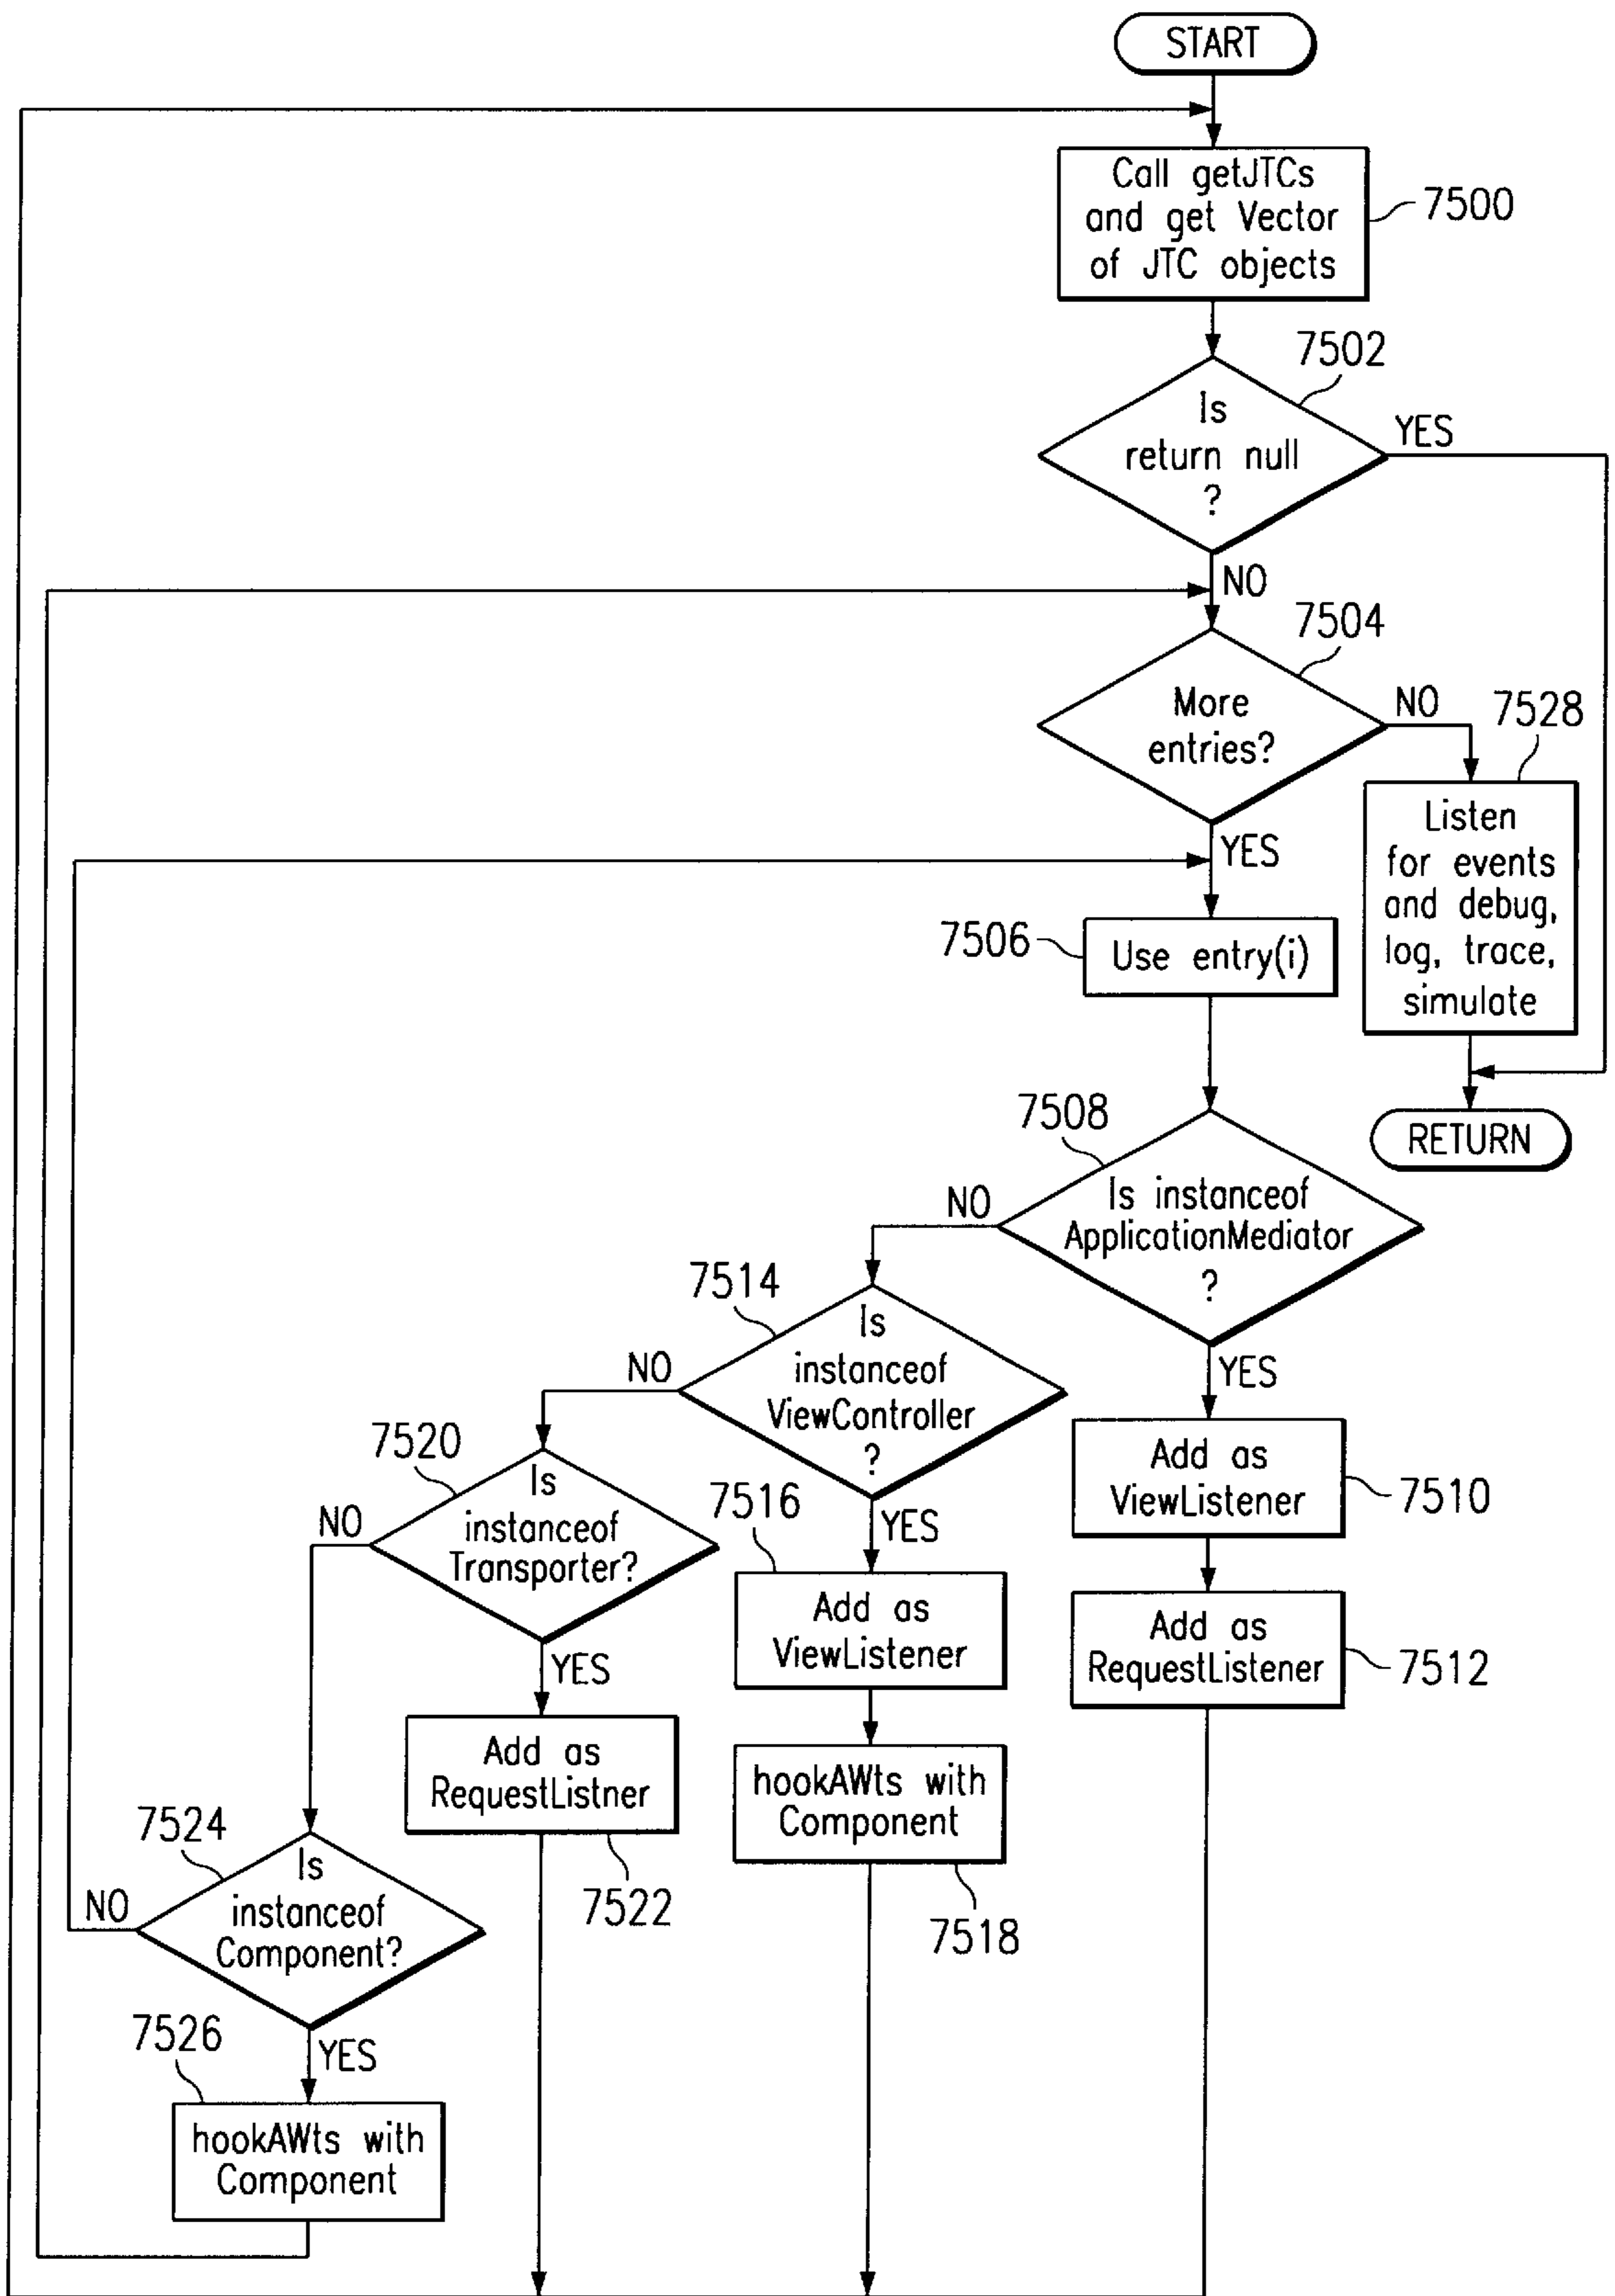 START
Call getJTCs
and get Vector
of JTC objects
7500
7502
Is
return null
?
YES
NO
7504
More
entries?
NO
7528
YES
Listen
for events
and debug,
log, trace,
simulate
7506
Use entry(i)
RETURN
7508
Is instanceof
ApplicationMediator
?
NO
YES
7514
Is
instanceof
ViewController
?
NO
YES
7510
Add as
ViewListener
7512
Add as
RequestListener
7516
Add as
ViewListener
hookAWts with
Component
7518
7520
Is
instanceof
Transporter?
NO
YES
Add as
RequestListner
7522
7524
Is
instanceof
Component?
NO
YES
7526
hookAWts with
Component